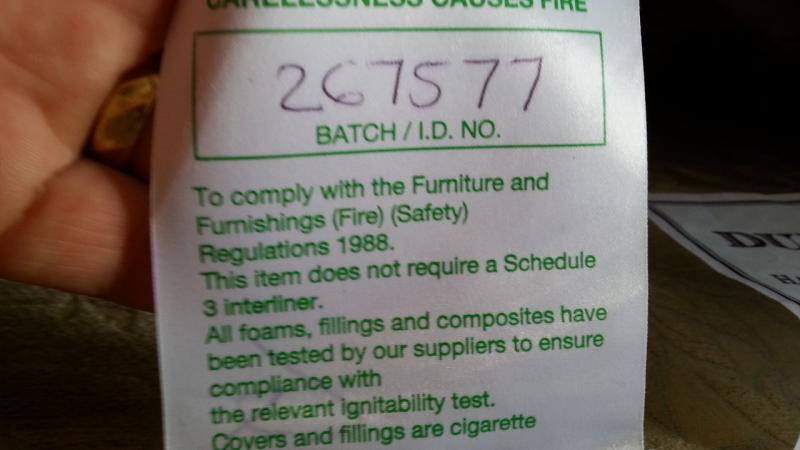 CARELESSNESS CAUSES FIRE
267577
BATCH / I.D. NO.
To comply with the Furniture and
Furnishings (Fire) (Safety)
Regulations 1988.
This item does not require a Schedule
3 interliner.
All foams, fillings and composites have
been tested by our suppliers to ensure
compliance with
the relevant ignitability test.
Covers and fillings are cigarette
DU